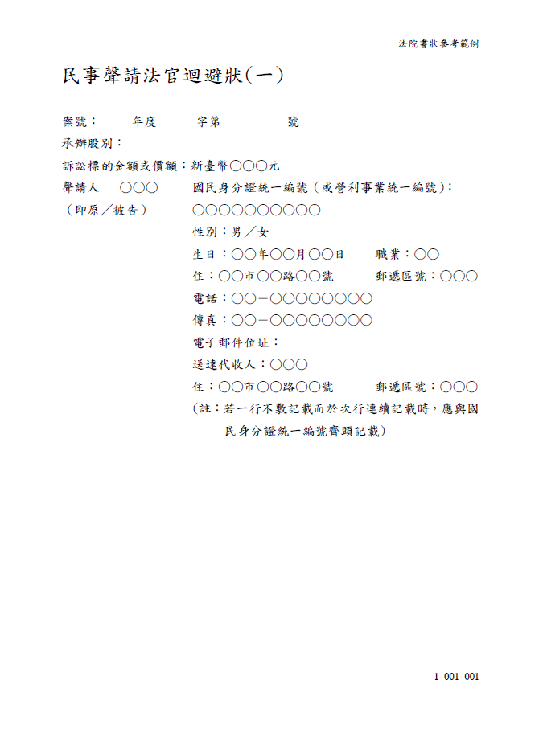 法院書狀參考範例
民事聲請法官迴避狀(一)
案號：　　年度　　　字第　　　　　號
承辦股別：
訴訟標的金額或價額：新臺幣○○○元
聲請人　○○○　　國民身分證統一編號（或營利事業統一編號）：
（即原／被告）　　○○○○○○○○○○
性別：男／女
生日：○○年○○月○○日　　職業：○○
住：○○市○○路○○號　　　郵遞區號：○○○
電話：○○－○○○○○○○○
傳真：○○－○○○○○○○○
電子郵件位址：
送達代收人：○○○
住：○○市○○路○○號　　　郵遞區號：○○○
(註：若一行不敷記載而於次行連續記載時，應與國
民身分證統一編號齊頭記載）
1 001 001